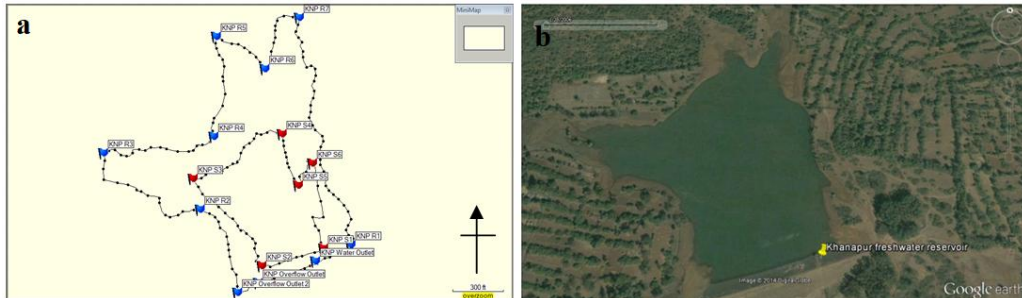 a
KNP R7
MiniMap
KNP R5
KNP R6
KNP S4
KNP R4
KNP R3
KNP S6
KNP S3
KNP S5
KNP R2
KNP R1
KNP S1
KNP Water Outlet
KNP S2
KNP Overflow Outlet
KNP Overflow Outlet 2
300 ft
overzoom
b
Khanapur freshwater reservoir
Image © 2014 DigitalGlobe
Google earth